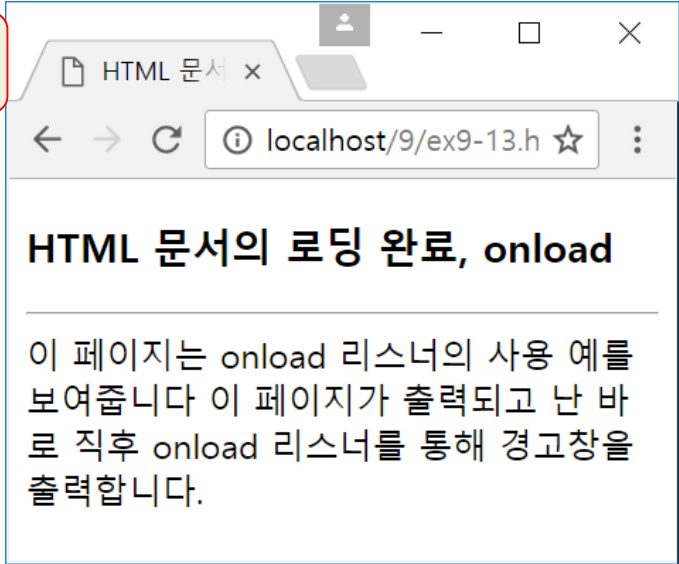 HTML 문서
localhost/9/ex9-13.h
HTML 문서의 로딩 완료, onload
이 페이지는 onload 리스너의 사용 예를
보여줍니다 이 페이지가 출력되고 난 바
로 직후 onload 리스너를 통해 경고창을
출력합니다.